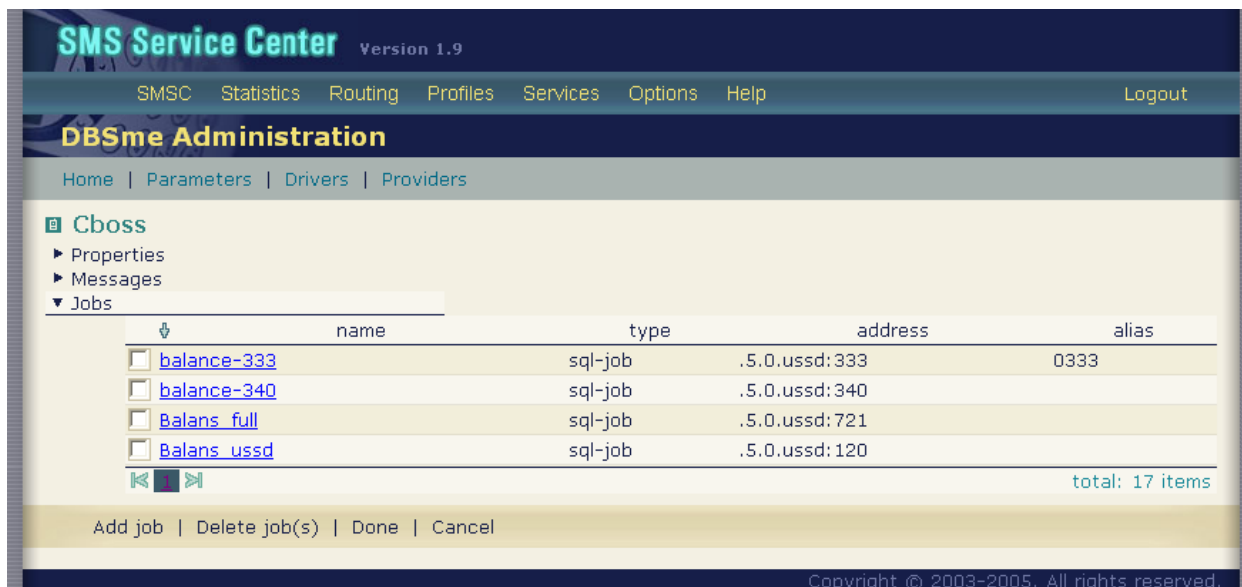 SMS Service Center Version 1.9
SMSC Statistics Routing Profiles Services Options Help Logout
DBSme Administration
Home | Parameters | Drivers | Providers
Cboss
Properties
Messages
Jobs
name type address alias
balance-333 sql-job .5.0.ussd:333 0333
balance-340 sql-job .5.0.ussd:340
Balans_full sql-job .5.0.ussd:721
Balans_ussd sql-job .5.0.ussd:120
1 total: 17 items
Add job | Delete job(s) | Done | Cancel
Copyright © 2003-2005. All rights reserved.